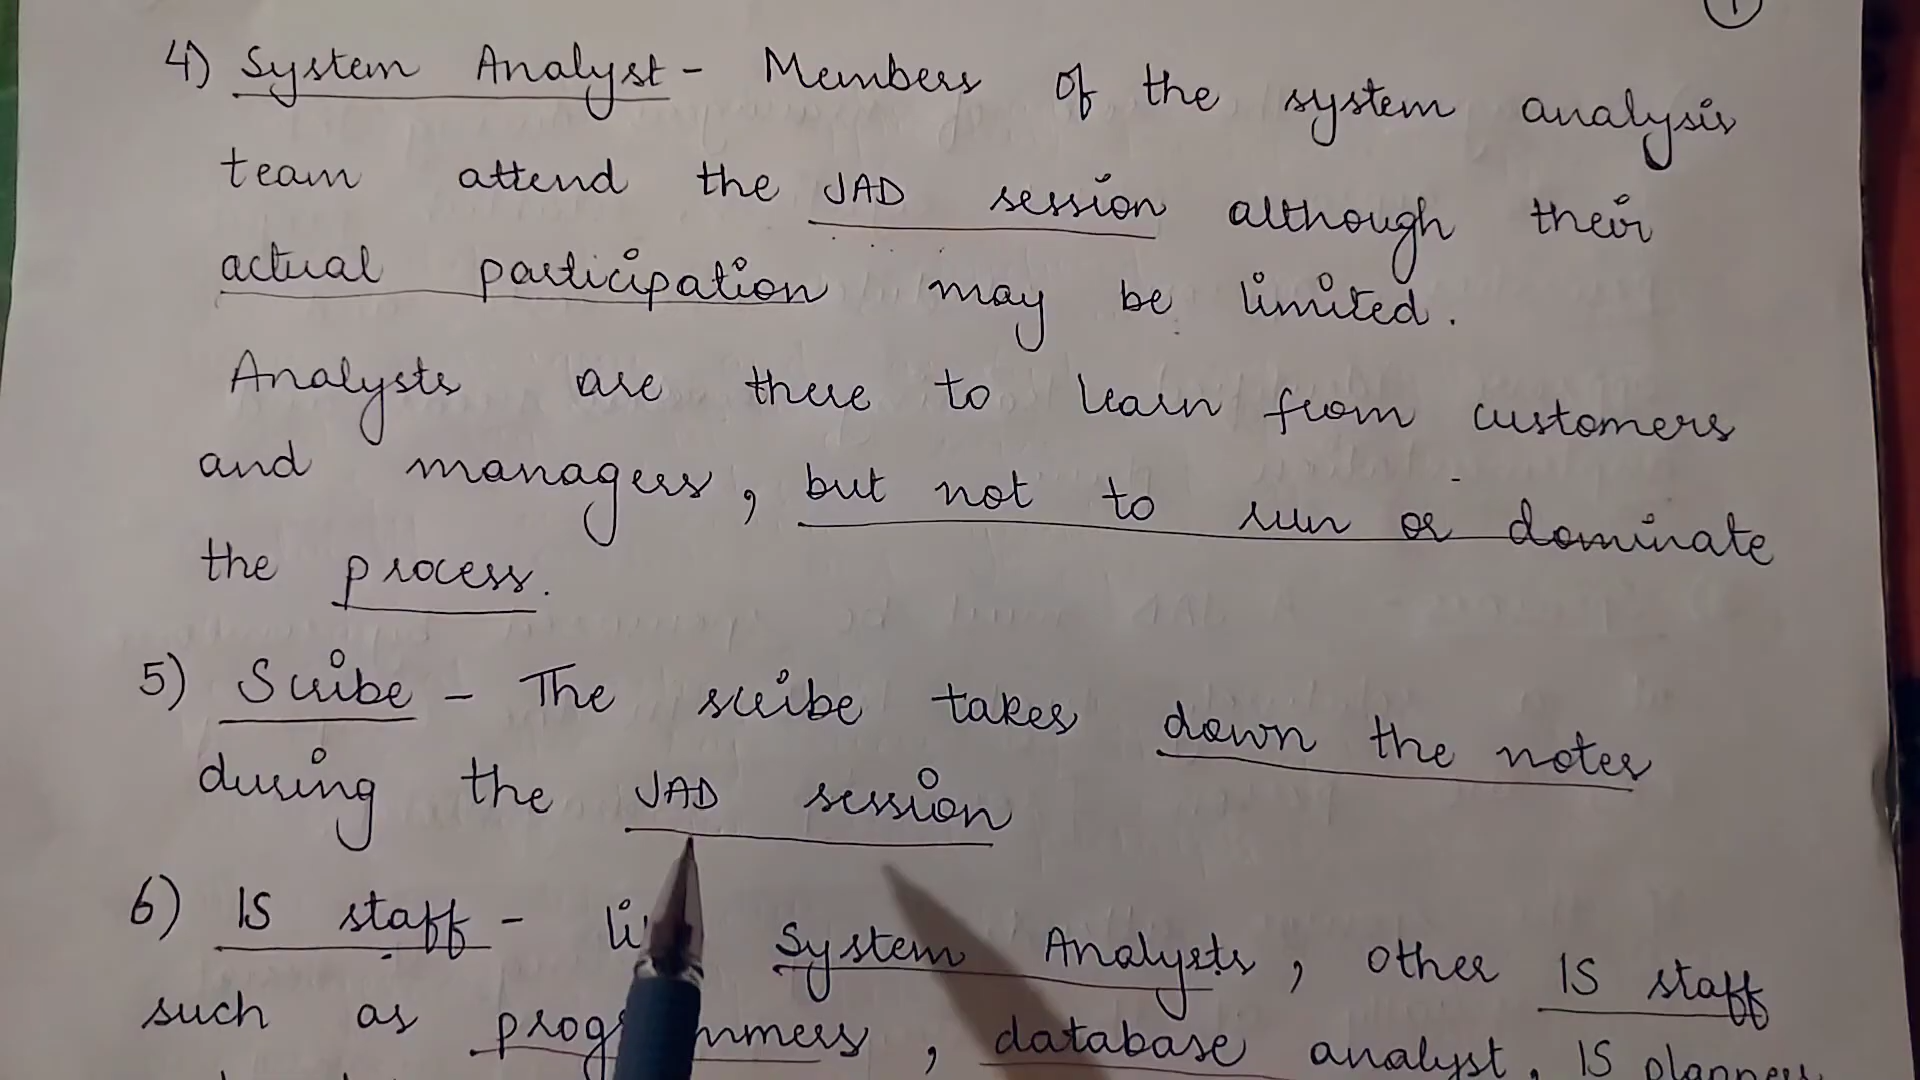 4) System Analyst - Members of the system analysis
team attend the JAD session although their
actual participation may be limited.
Analysts are there to learn from customers
and managers, but not to run or dominate
the process.
5) Scribe - The scribe takes down the notes
during the JAD session
6) IS staff - System Analysts, other IS staff
such as programmers, database analyst, IS planners